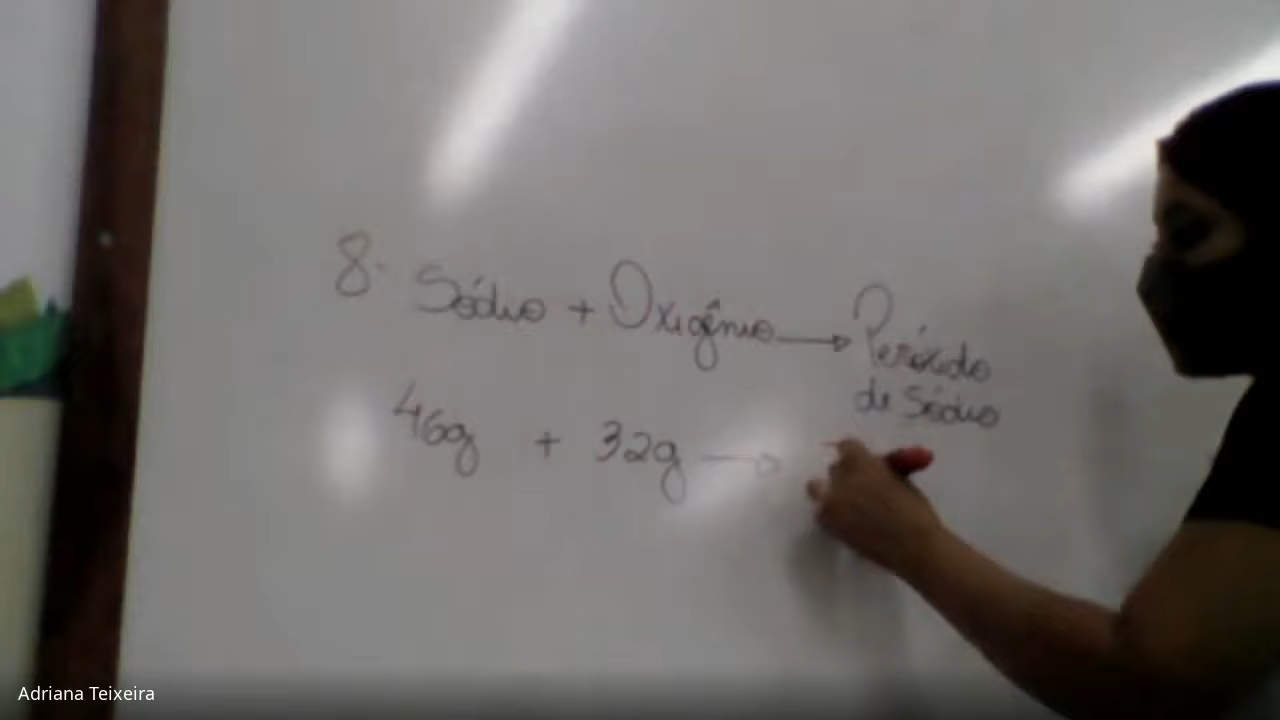 8. Sódio + Oxigênio → Peróxido
de Sódio
46g + 32g →
Adriana Teixeira